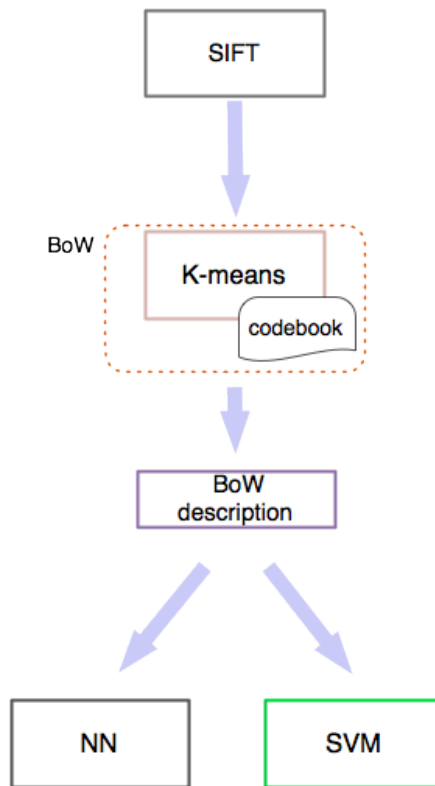 SIFT
BoW
K-means
codebook
BoW
description
NN
SVM